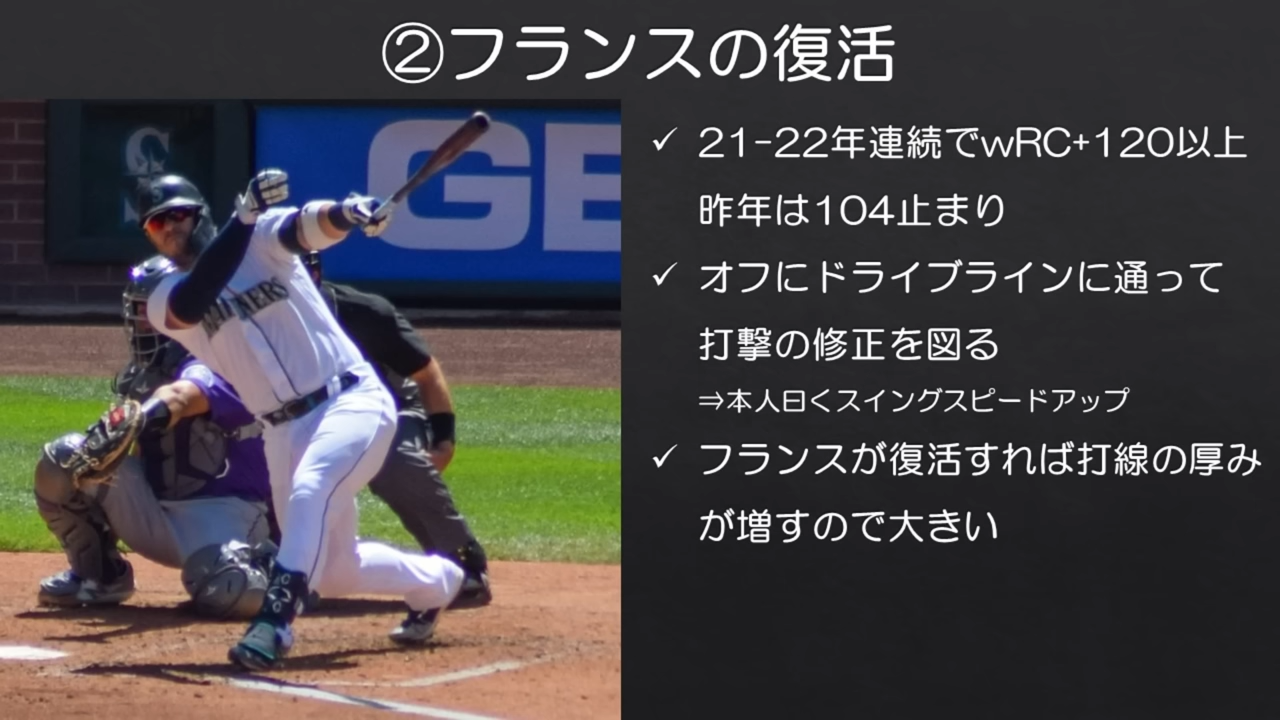 ②フランスの復活
✓ 21-22年連続でwRC+120以上
昨年は104止まり
✓ オフにドライブラインに通って
打撃の修正を図る
⇒本人曰くスイングスピードアップ
✓ フランスが復活すれば打線の厚み
が増すので大きい
GE
S